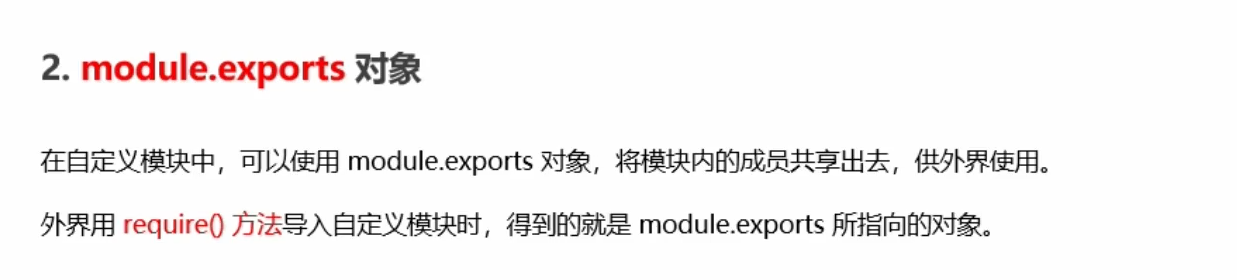 2. module.exports 对象
在自定义模块中，可以使用 module.exports 对象，将模块内的成员共享出去，供外界使用。
外界用 require() 方法导入自定义模块时，得到的就是 module.exports 所指向的对象。